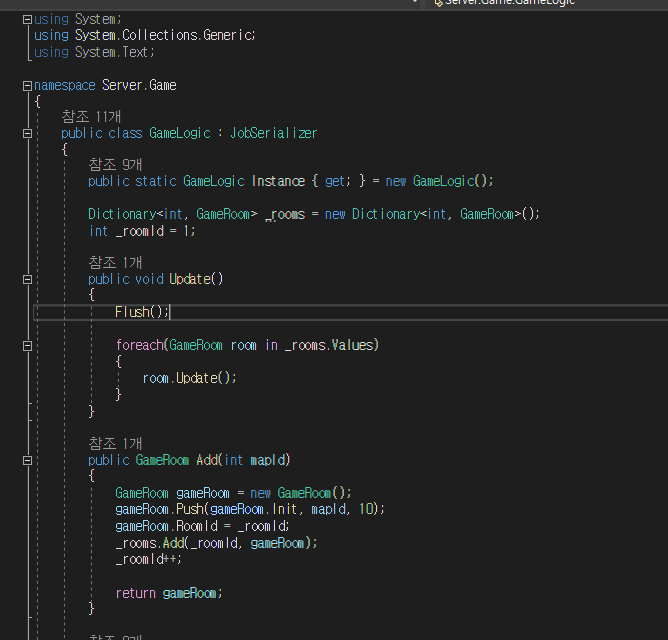 Server.Game.GameLogic
using System;
using System.Collections.Generic;
using System.Text;
namespace Server.Game
{
참조 11개
public class GameLogic : JobSerializer
{
참조 9개
public static GameLogic Instance { get; } = new GameLogic();
Dictionary<int, GameRoom> _rooms = new Dictionary<int, GameRoom>();
int _roomId = 1;
참조 1개
public void Update()
{
Flush();
foreach(GameRoom room in _rooms.Values)
{
room.Update();
}
}
참조 1개
public GameRoom Add(int mapId)
{
GameRoom gameRoom = new GameRoom();
gameRoom.Push(gameRoom.Init, mapId, 10);
gameRoom.RoomId = _roomId;
_rooms.Add(_roomId, gameRoom);
_roomId++;
return gameRoom;
}